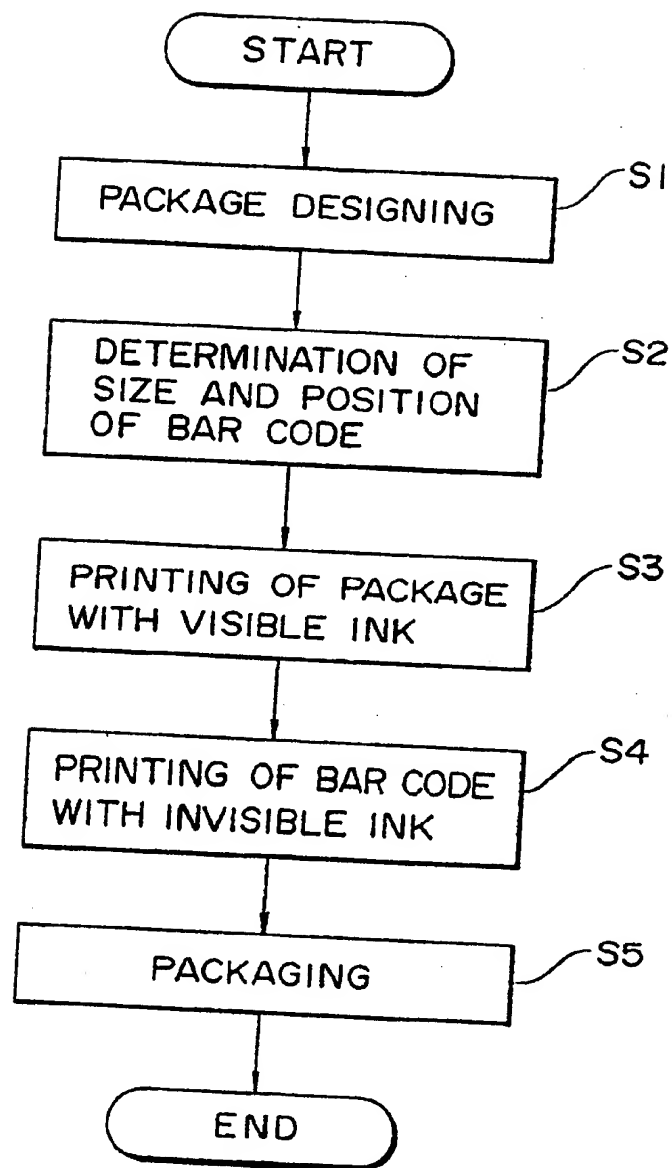 START
PACKAGE DESIGNING
S1
DETERMINATION OF
SIZE AND POSITION
OF BAR CODE
S2
PRINTING OF PACKAGE
WITH VISIBLE INK
S3
PRINTING OF BAR CODE
WITH INVISIBLE INK
S4
PACKAGING
S5
END